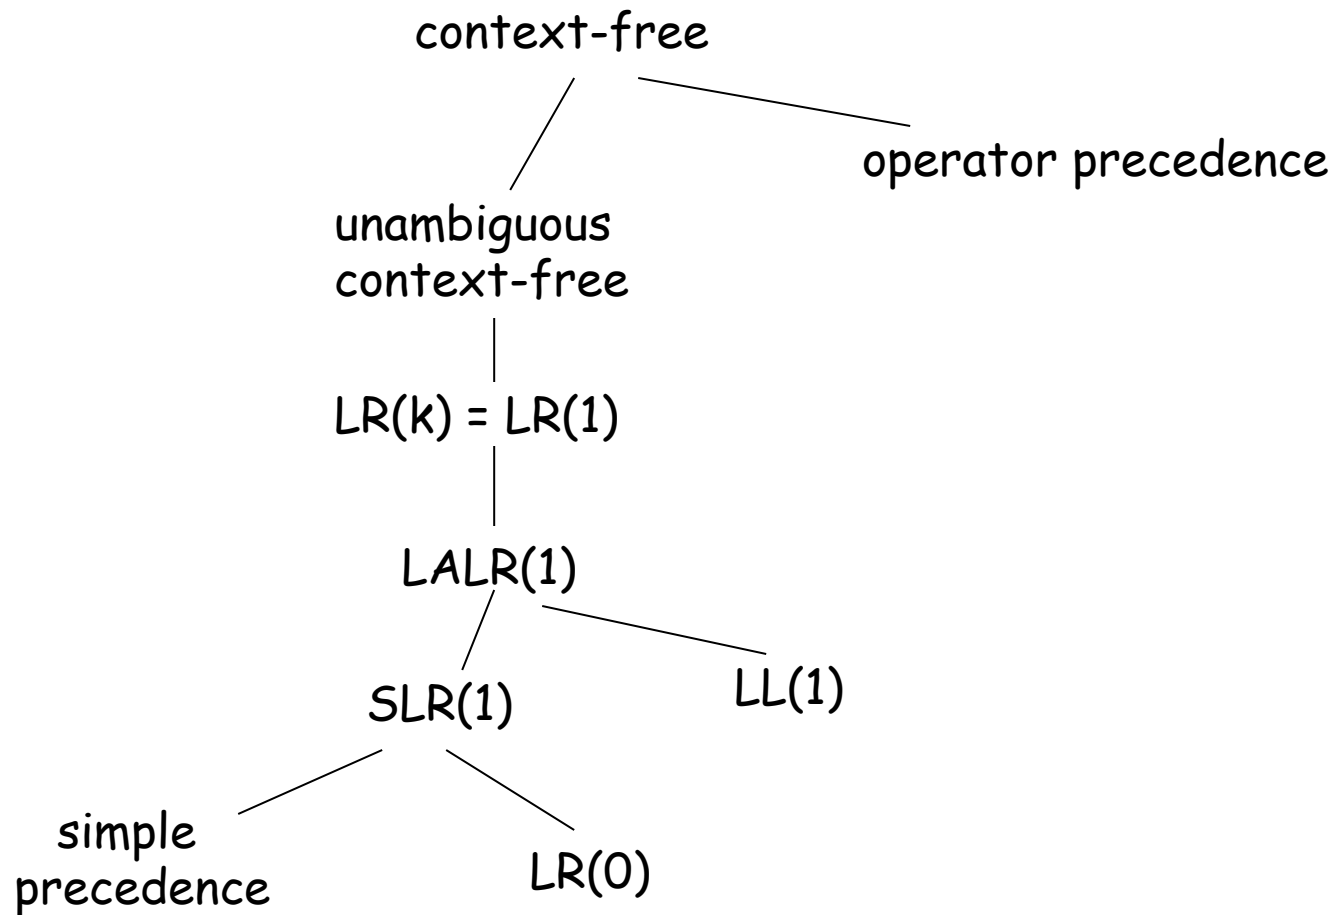 context-free
operator precedence
unambiguous
context-free
LR(k) = LR(1)
LALR(1)
LL(1)
SLR(1)
simple
precedence
LR(0)